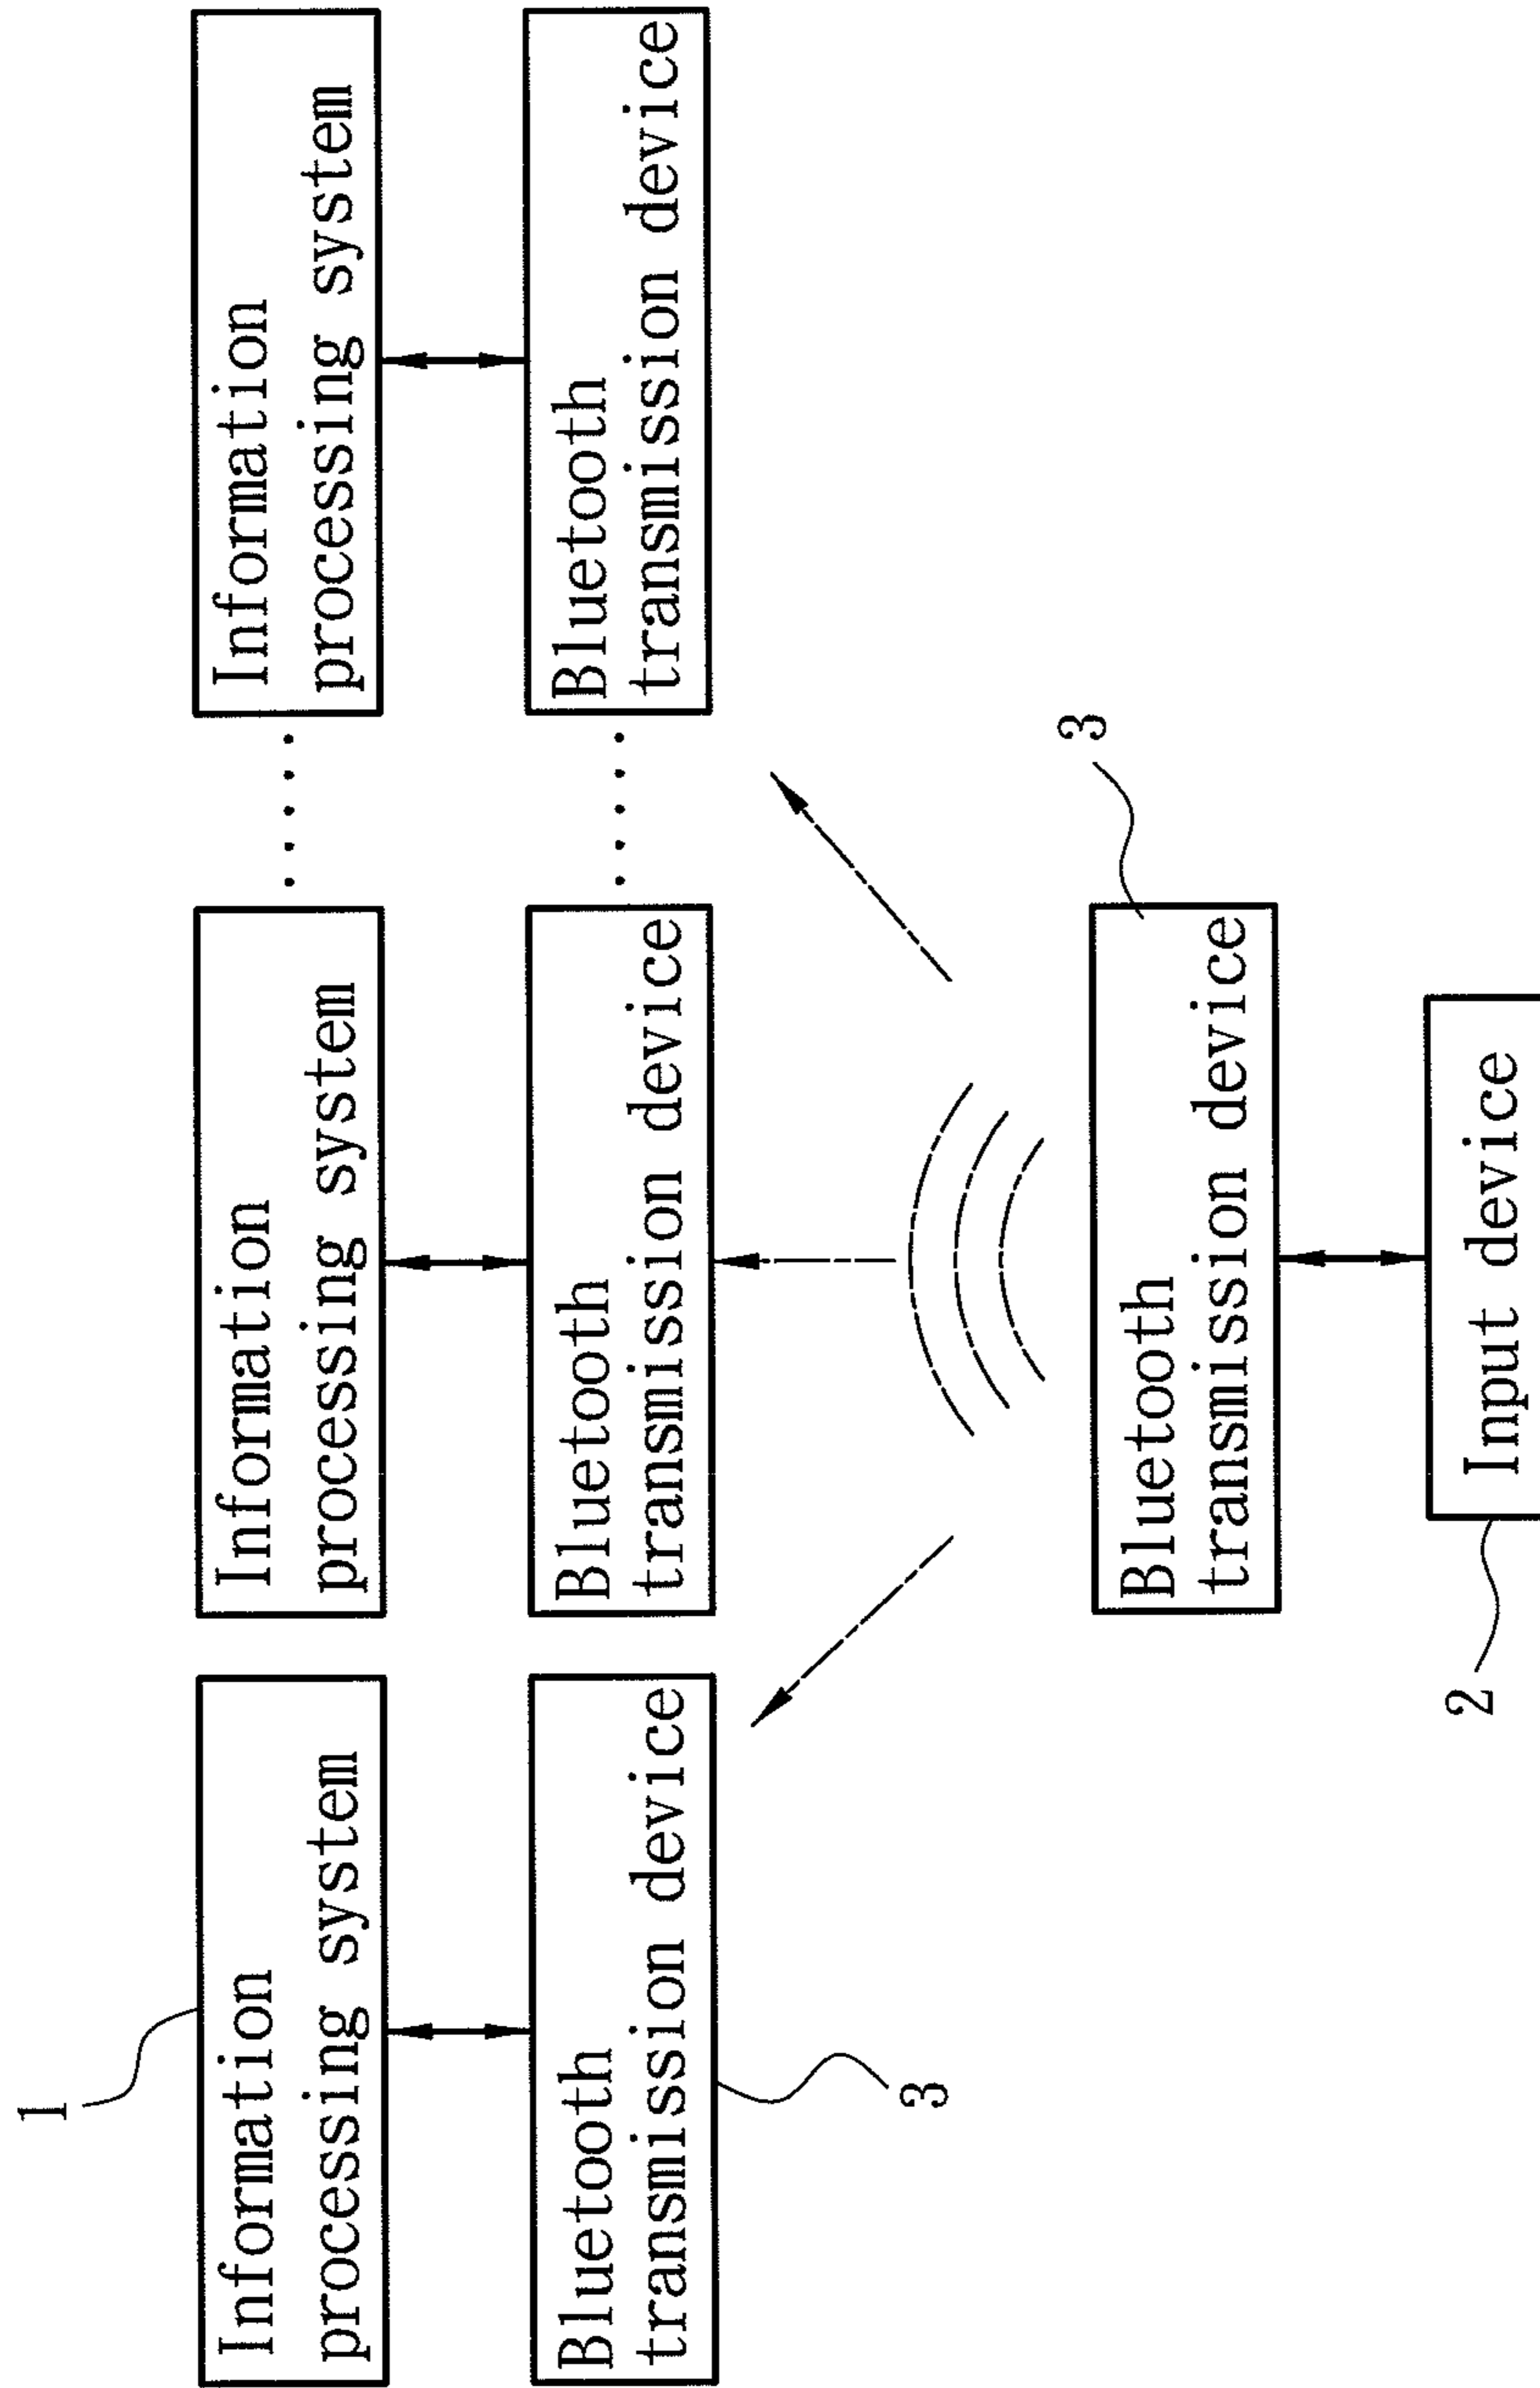 1
Information
processing system
Information
processing system
.....
Information
processing system
Bluetooth
transmission device
Bluetooth
transmission device
.....
Bluetooth
transmission device
3
3
Bluetooth
transmission device
2
Input device